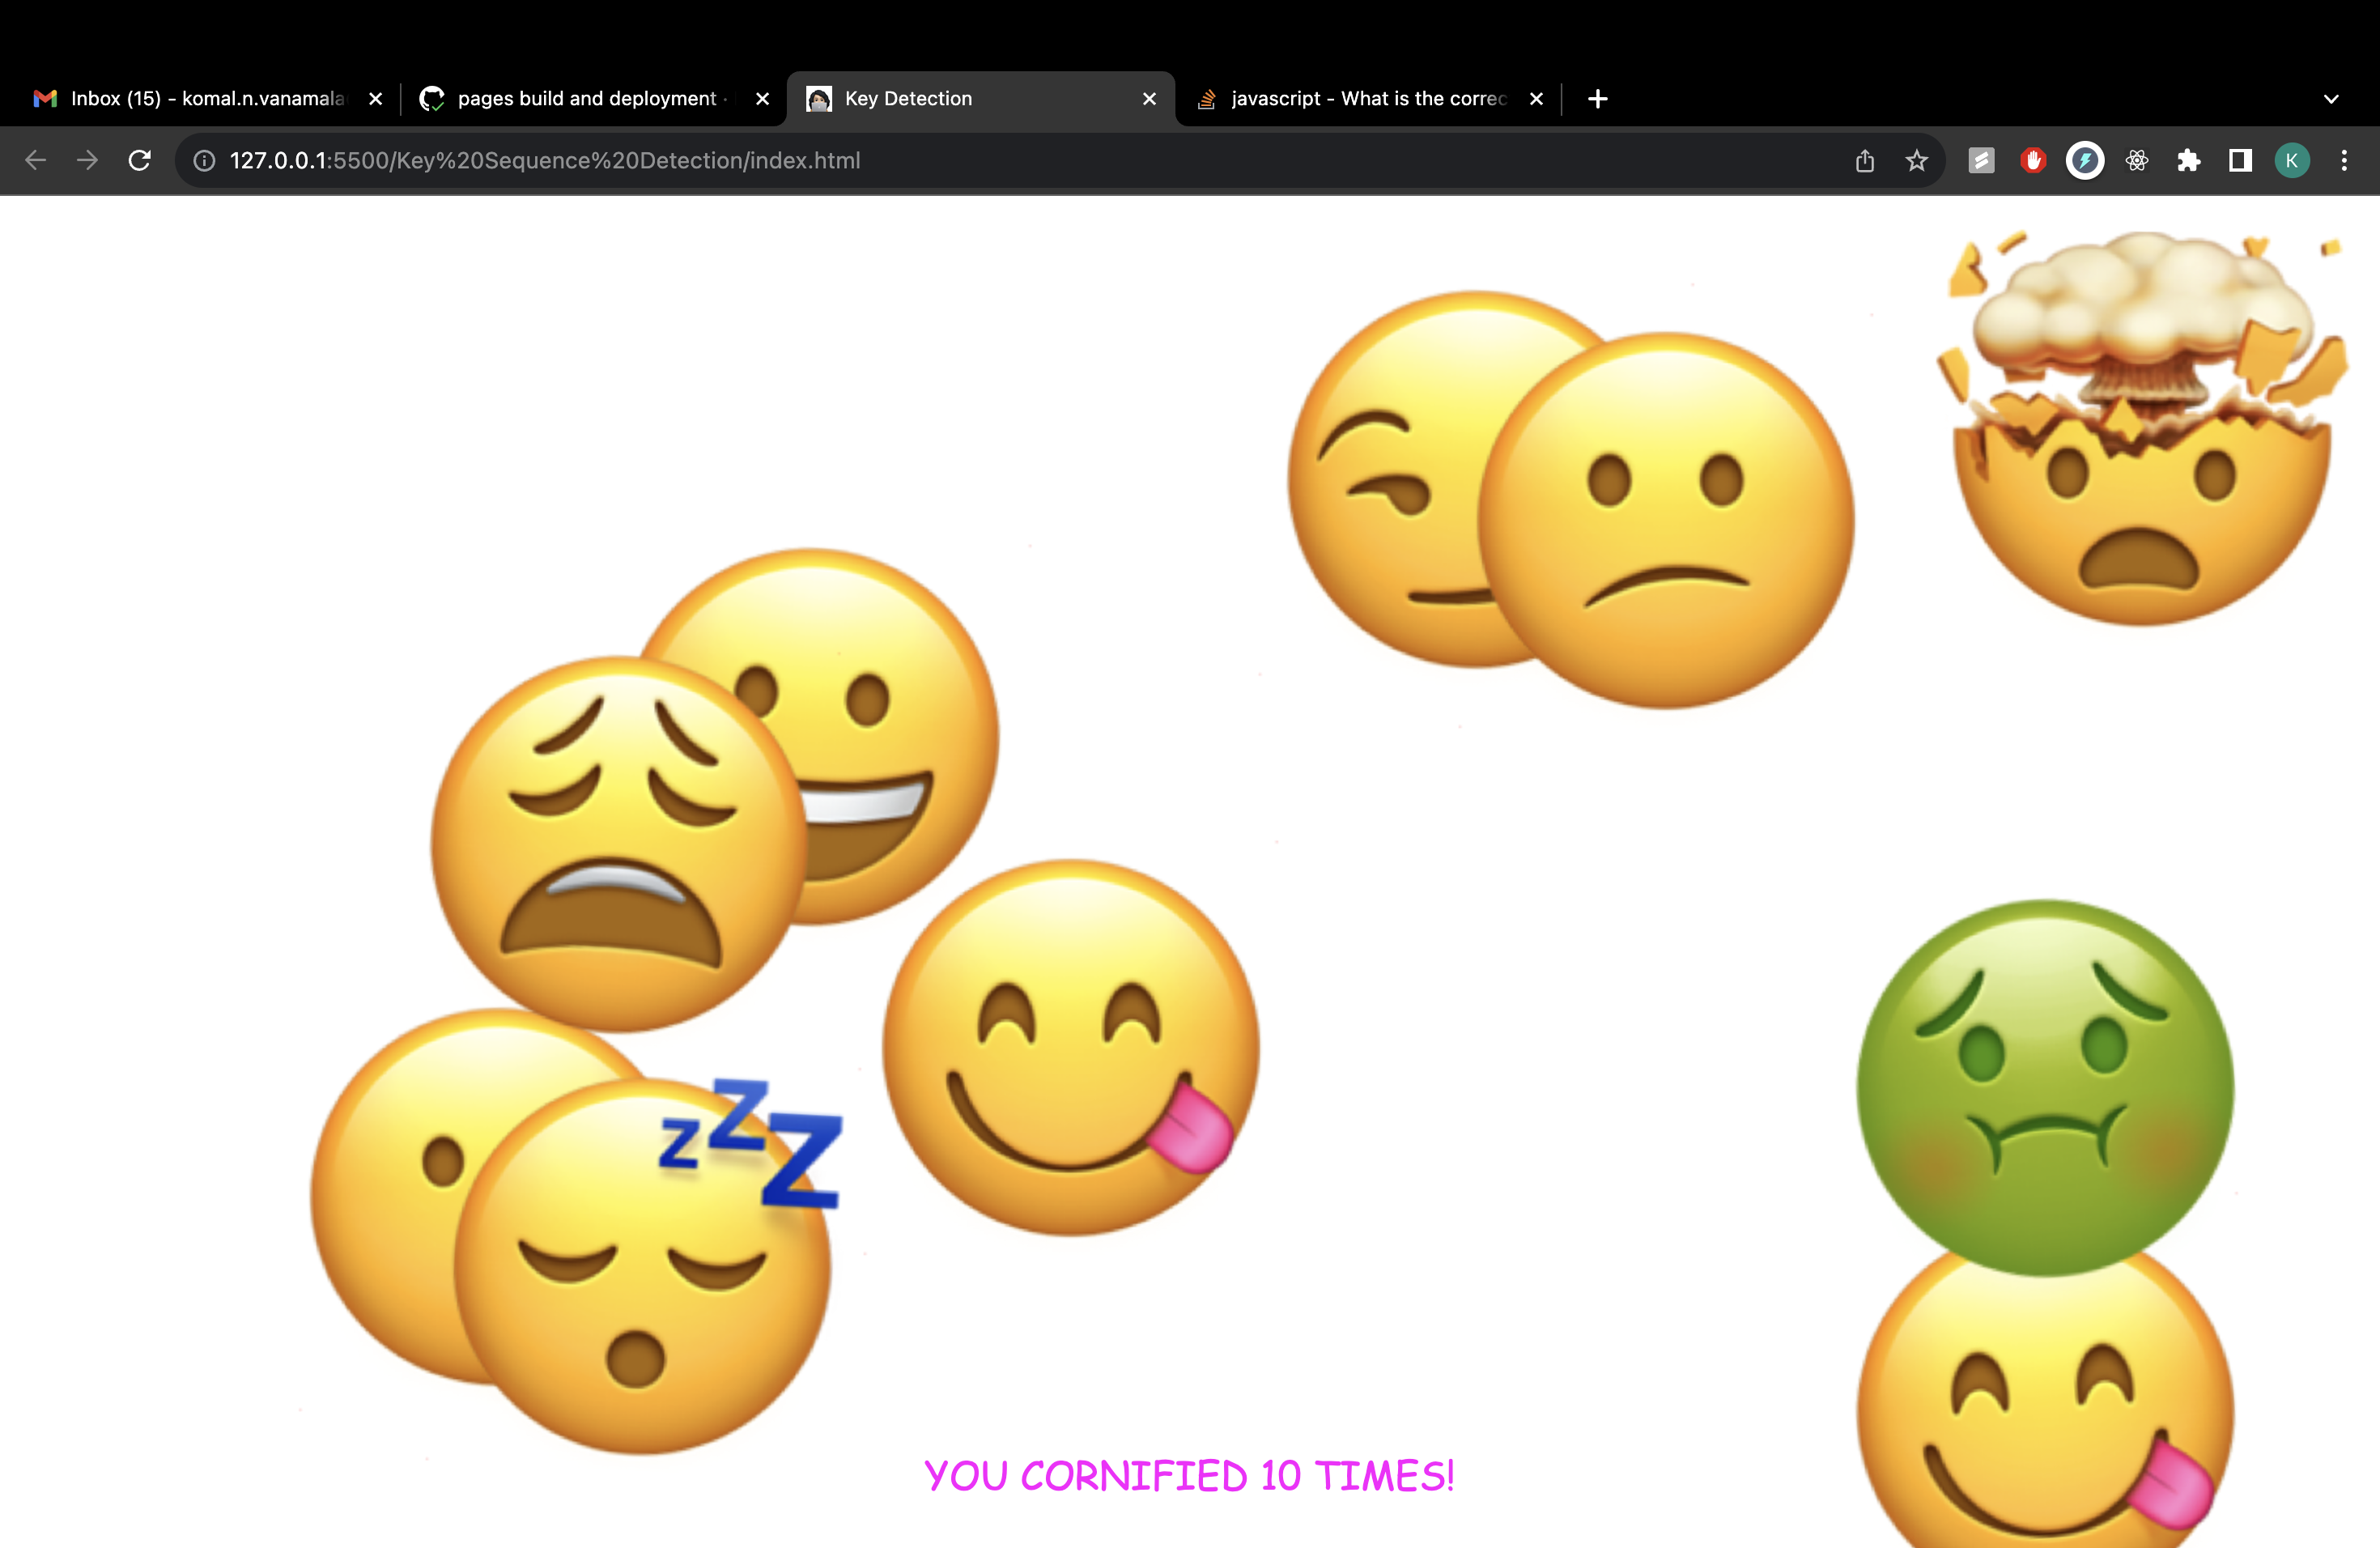 Inbox (15) - komal.n.vanamala
pages build and deployment ·
Key Detection
javascript - What is the correc
127.0.0.1:5500/Key%20Sequence%20Detection/index.html
K
z z Z
YOU CORNIFIED 10 TIMES!